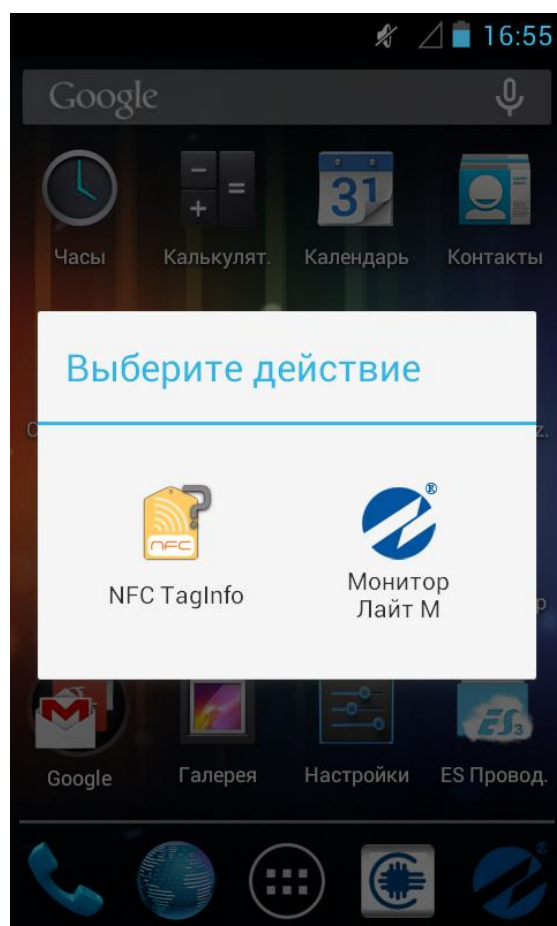 16:55
Google
31
Часы
Калькулят.
Календарь
Контакты
Выберите действие
nFC
®
NFC TagInfo
Монитор
Лайт М
Google
Галерея
Настройки
ES Провод.